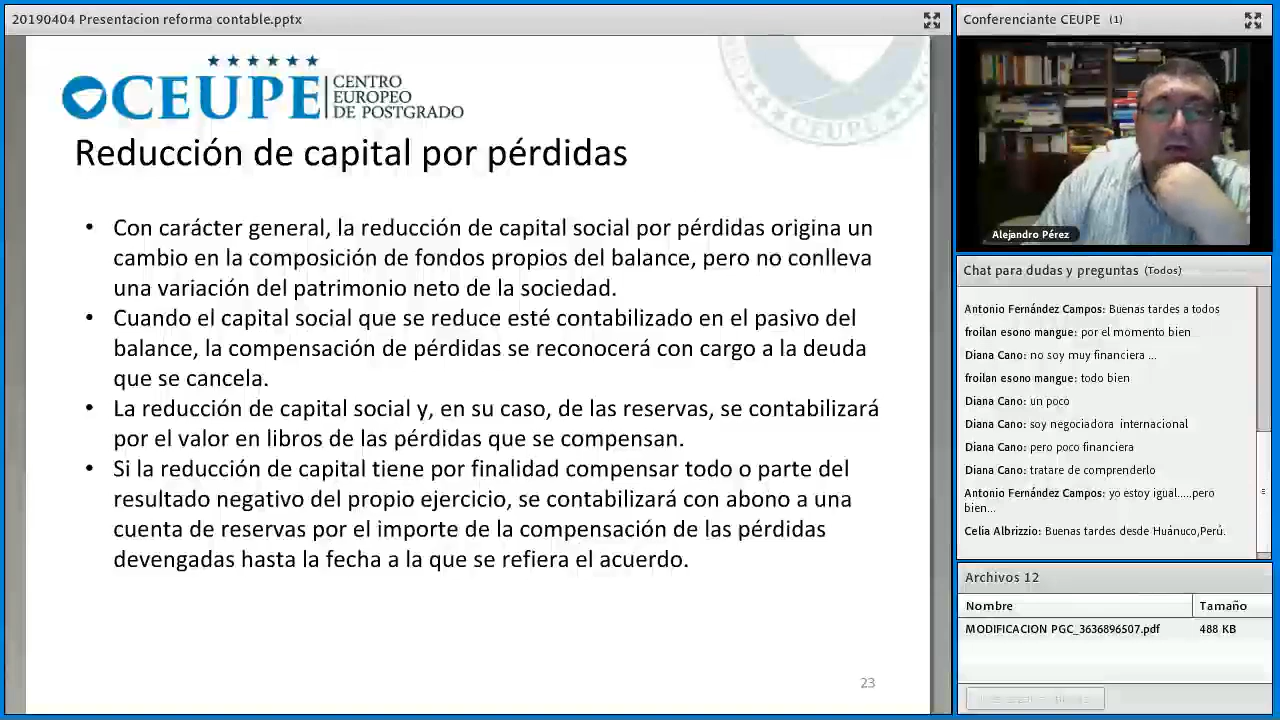 20190404 Presentacion reforma contable.pptx
CEUPE
CENTRO
EUROPEO
DE POSTGRADO
CEUPE
Reducción de capital por pérdidas
• Con carácter general, la reducción de capital social por pérdidas origina un
cambio en la composición de fondos propios del balance, pero no conlleva
una variación del patrimonio neto de la sociedad.
• Cuando el capital social que se reduce esté contabilizado en el pasivo del
balance, la compensación de pérdidas se reconocerá con cargo a la deuda
que se cancela.
• La reducción de capital social y, en su caso, de las reservas, se contabilizará
por el valor en libros de las pérdidas que se compensan.
• Si la reducción de capital tiene por finalidad compensar todo o parte del
resultado negativo del propio ejercicio, se contabilizará con abono a una
cuenta de reservas por el importe de la compensación de las pérdidas
devengadas hasta la fecha a la que se refiera el acuerdo.
23
Conferenciante CEUPE (1)
Alejandro Pérez
Chat para dudas y preguntas (Todos)
Antonio Fernández Campos: Buenas tardes a todos
froilan esono mangue: por el momento bien
Diana Cano: no soy muy financiera ...
froilan esono mangue: todo bien
Diana Cano: un poco
Diana Cano: soy negociadora internacional
Diana Cano: pero poco financiera
Diana Cano: tratare de comprenderlo
Antonio Fernández Campos: yo estoy igual.....pero
bien...
Celia Albrizzio: Buenas tardes desde Huánuco,Perú.
Archivos 12
Nombre Tamaño
MODIFICACION PGC_3636896507.pdf 488 KB